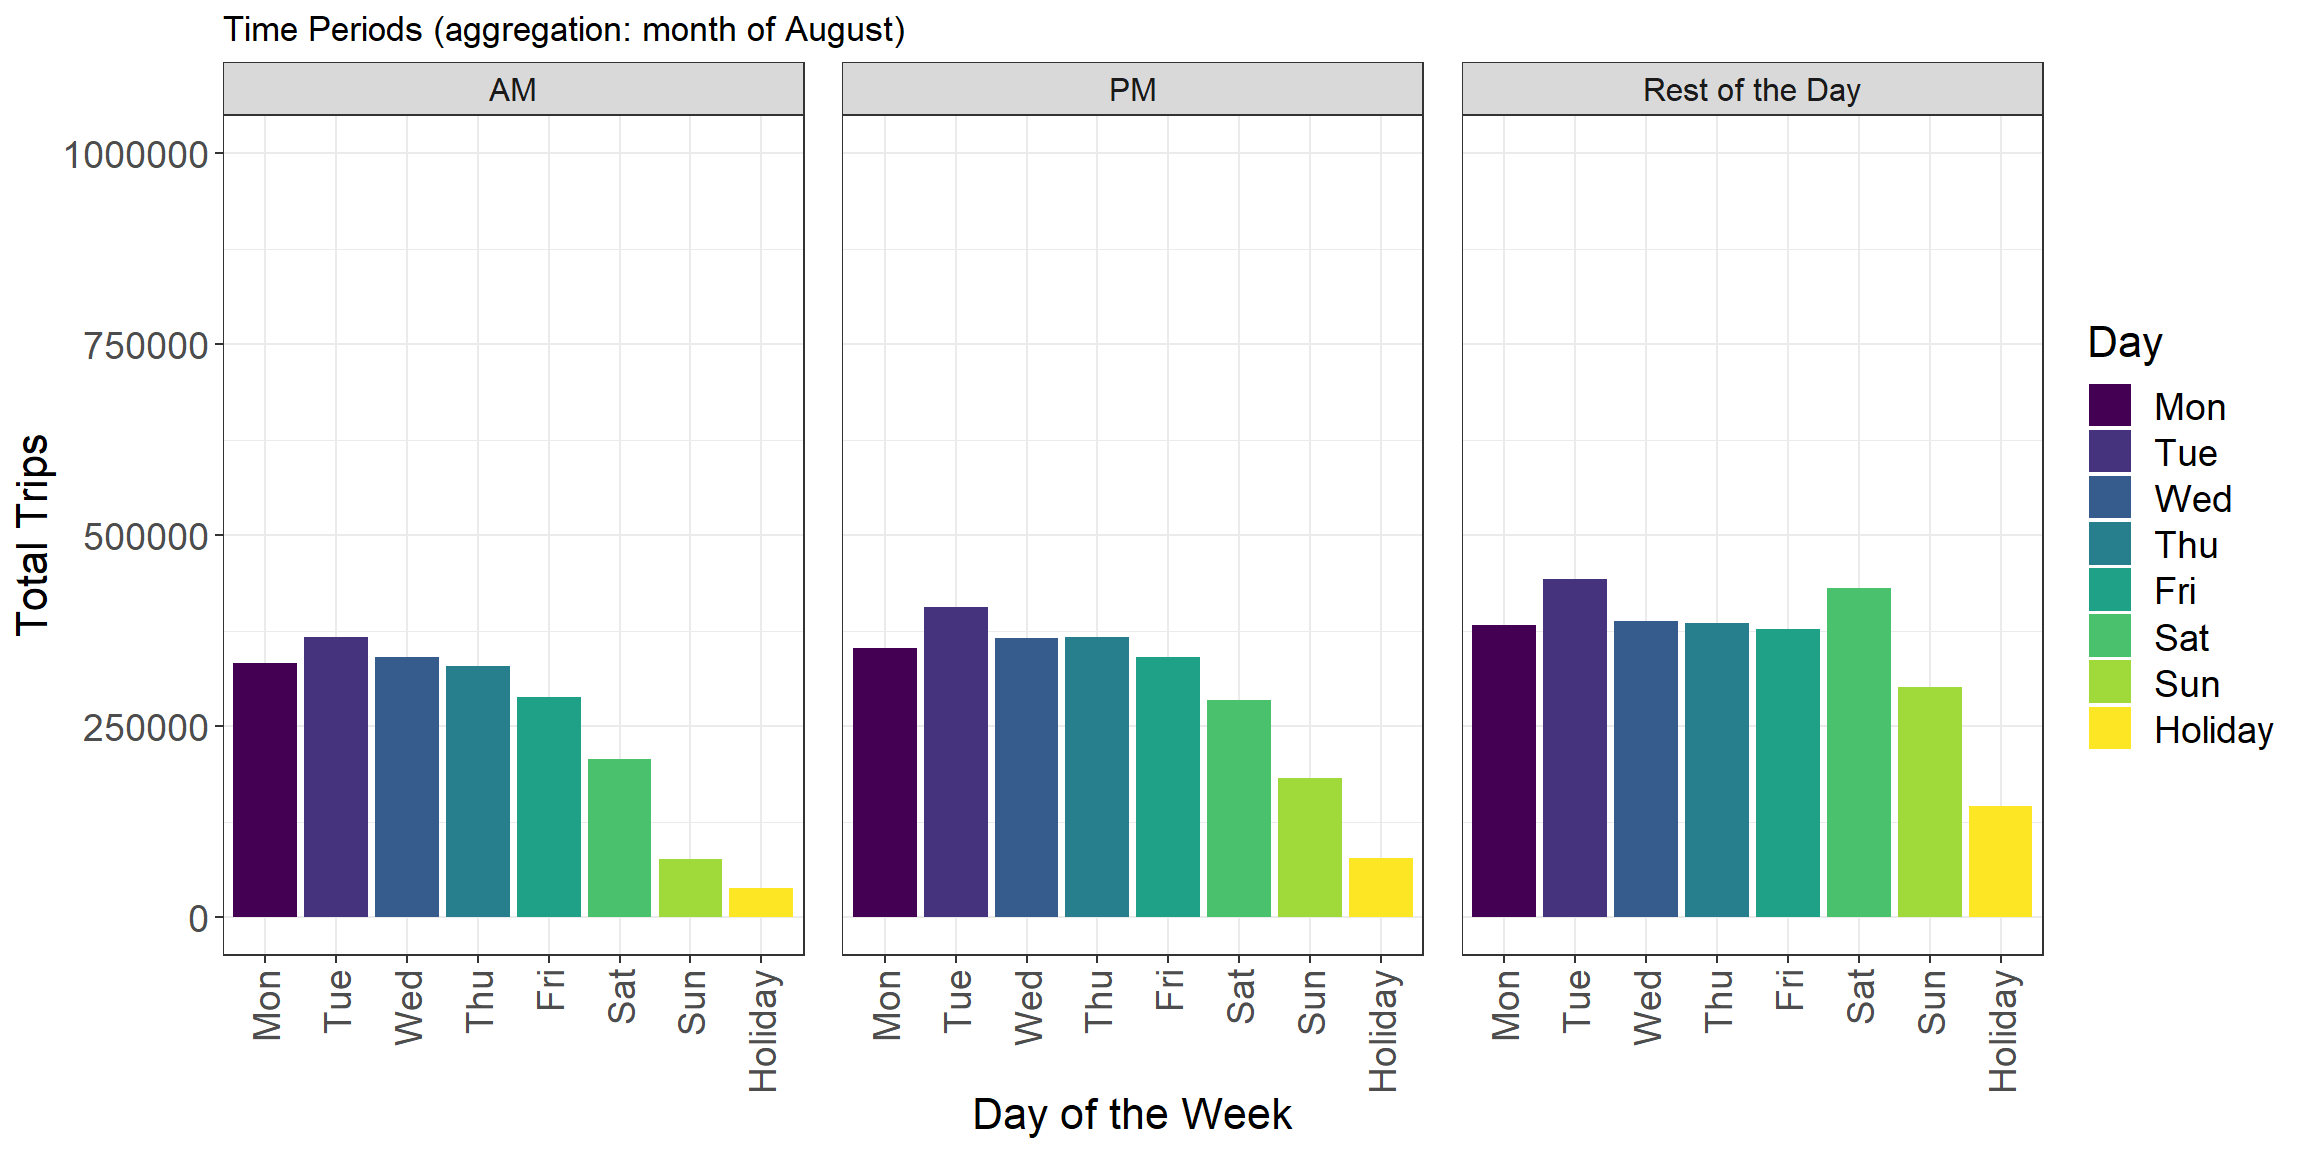 Time Periods (aggregation: month of August)
AM
PM
Rest of the Day
Total Trips
1000000
750000
500000
250000
0
Mon
Tue
Wed
Thu
Fri
Sat
Sun
Holiday
Mon
Tue
Wed
Thu
Fri
Sat
Sun
Holiday
Mon
Tue
Wed
Thu
Fri
Sat
Sun
Holiday
Day of the Week
Day
Mon
Tue
Wed
Thu
Fri
Sat
Sun
Holiday